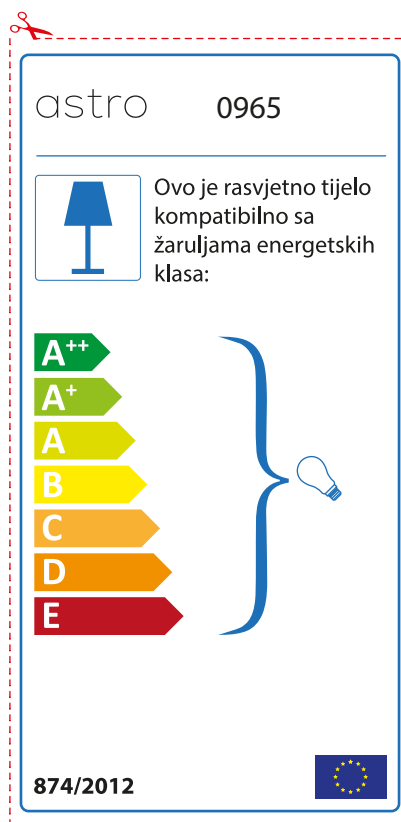 astro 0965
Ovo je rasvjetno tijelo
kompatibilno sa
žaruljama energetskih
klasa:
A++
A+
A
B
C
D
E
874/2012